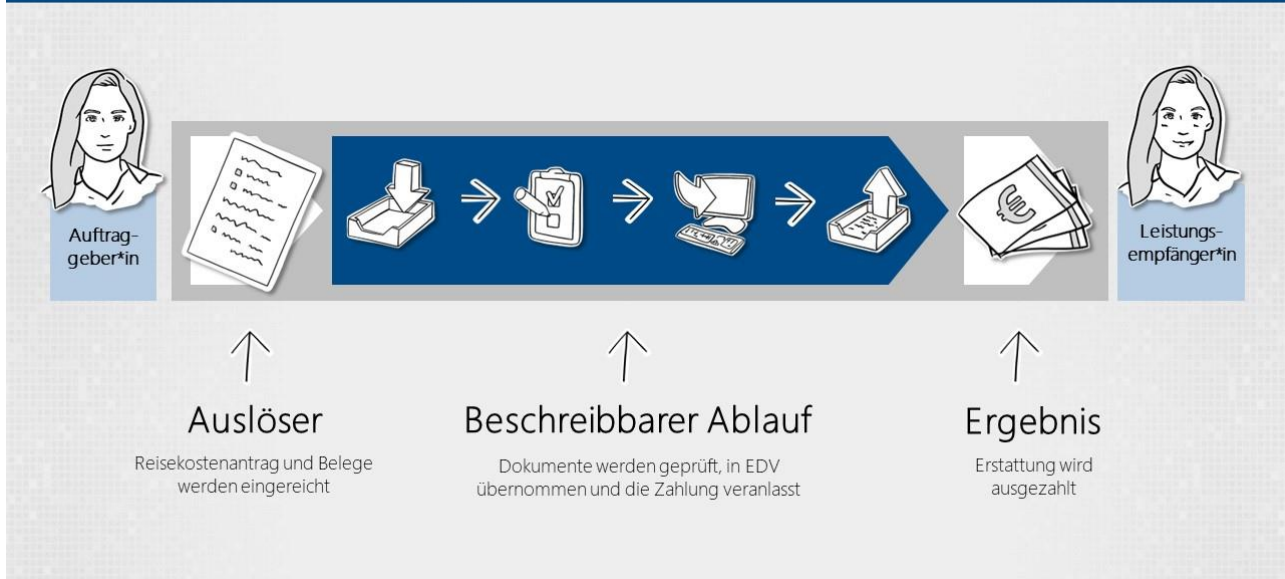 Auftrag-
geber*in
Leistungs-
empfänger*in
€
Auslöser
Reisekostenantrag und Belege
werden eingereicht
Beschreibbarer Ablauf
Dokumente werden geprüft, in EDV
übernommen und die Zahlung veranlasst
Ergebnis
Erstattung wird
ausgezahlt